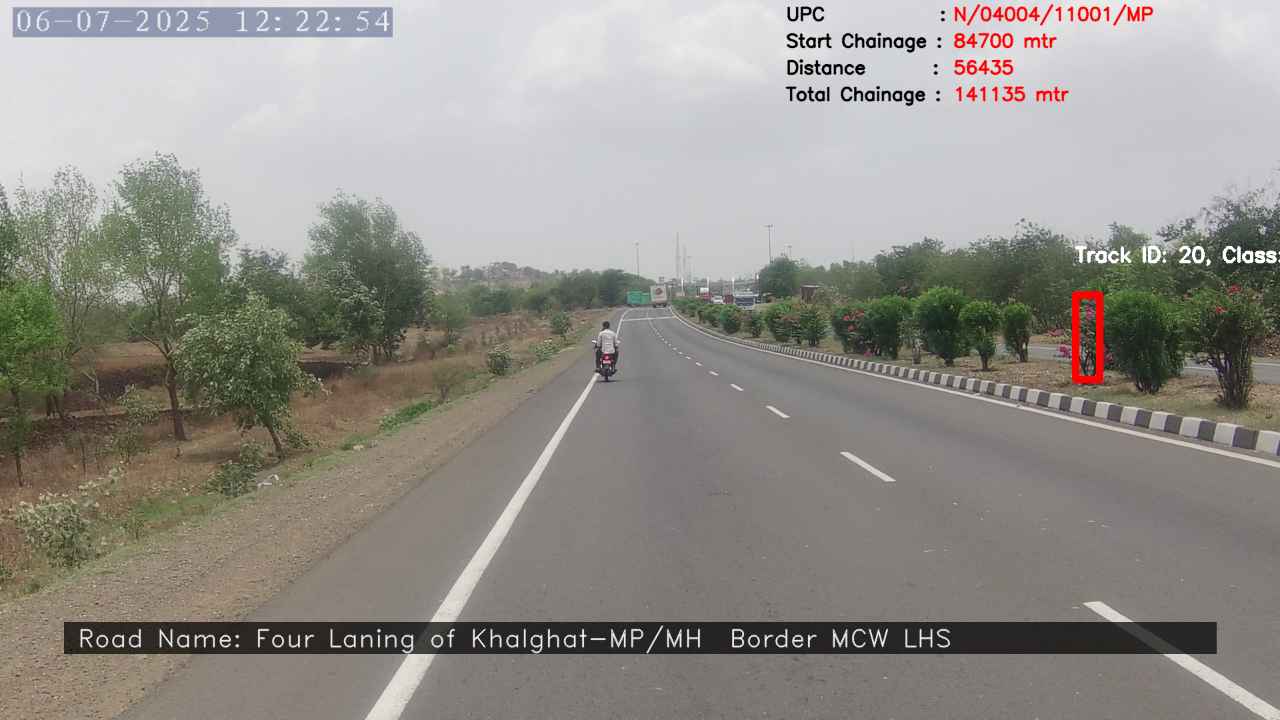 06-07-2025 12:22:54
UPC : N/04004/11001/MP
Start Chainage : 84700 mtr
Distance : 56435
Total Chainage : 141135 mtr
Track ID: 20, Class:
Road Name: Four Laning of Khalghat-MP/MH Border MCW LHS